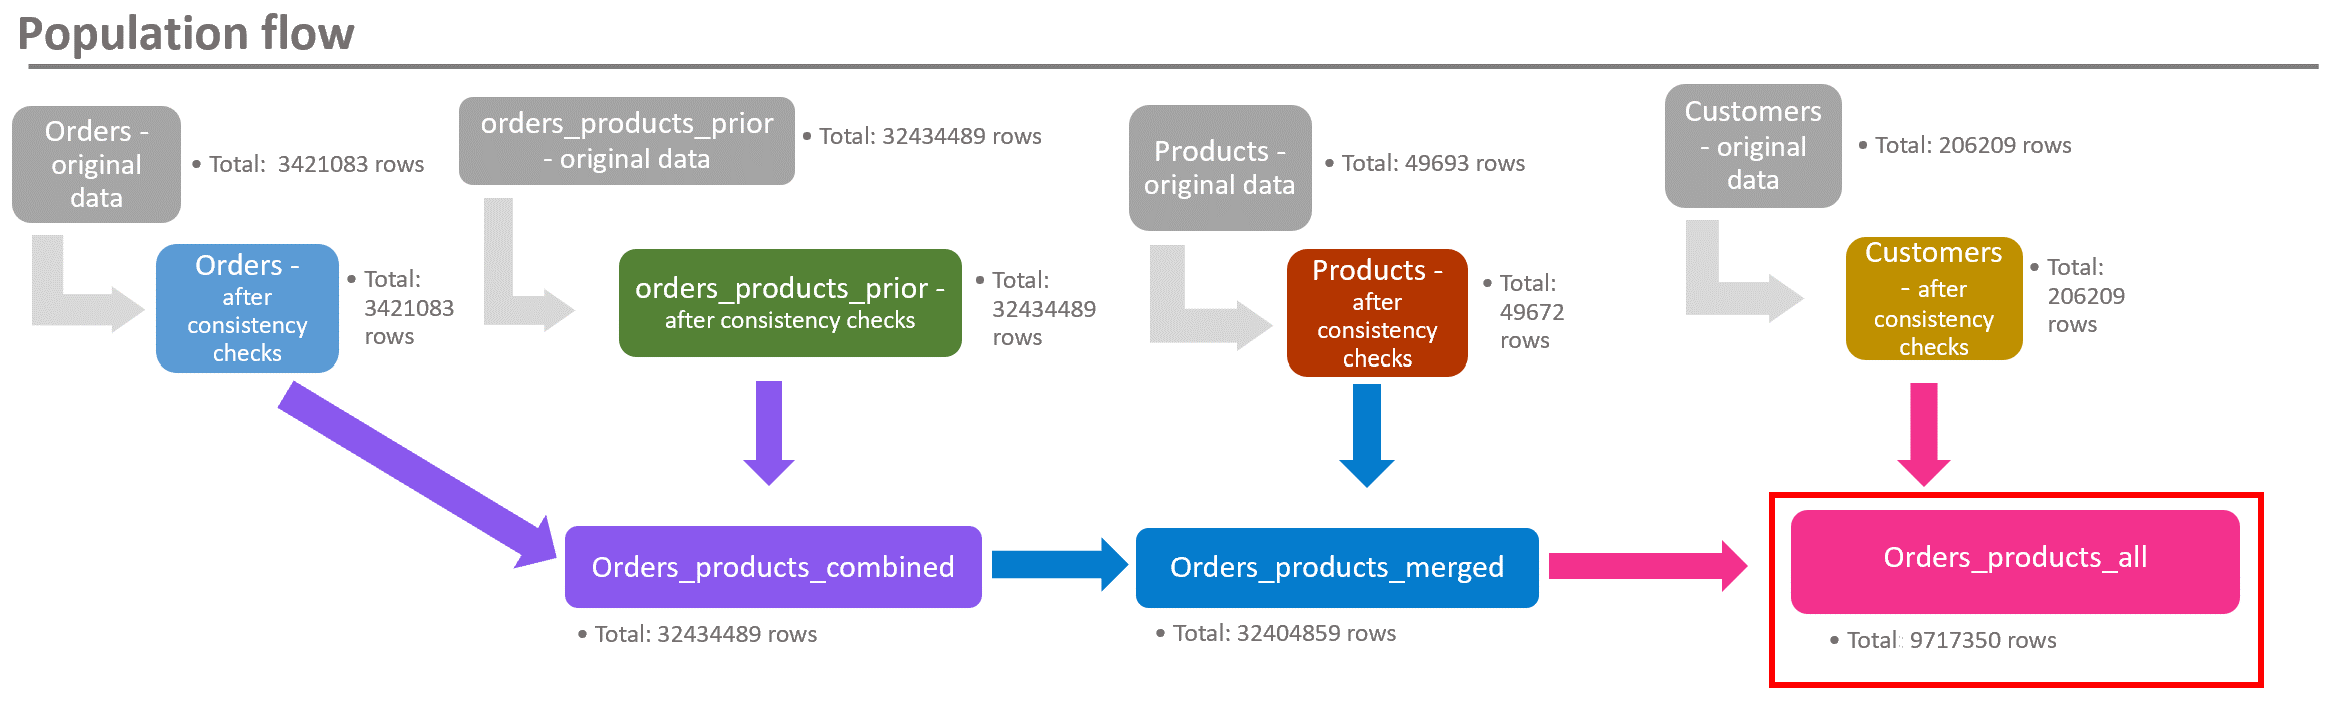 Population flow
Orders -
original
data
• Total:  3421083 rows
orders_products_prior
- original data
• Total: 32434489 rows
Products -
original data
• Total: 49693 rows
Customers
- original
data
• Total: 206209 rows
Orders -
after
consistency
checks
• Total:
3421083
rows
orders_products_prior -
after consistency checks
• Total:
32434489
rows
Products -
after
consistency
checks
• Total:
49672
rows
Customers
- after
consistency
checks
• Total:
206209
rows
Orders_products_combined
• Total: 32434489 rows
Orders_products_merged
• Total: 32404859 rows
Orders_products_all
• Total: 9717350 rows